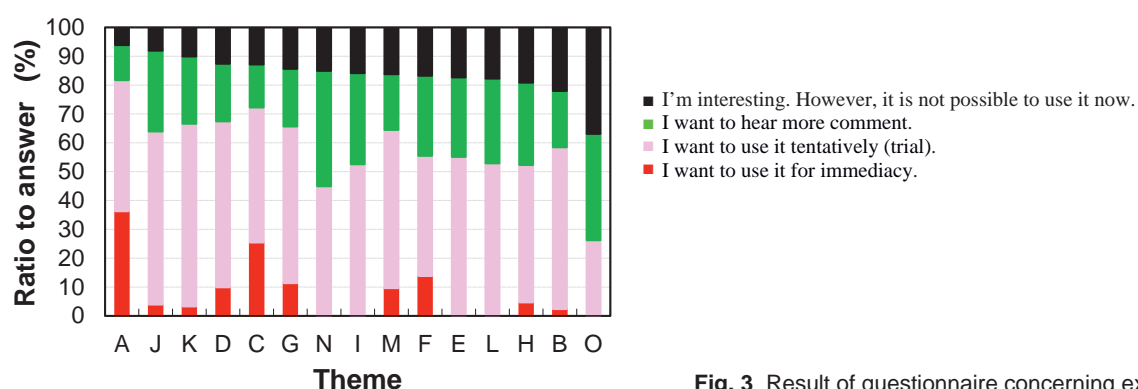 100
90
80
70
60
50
40
30
20
10
0
Ratio to answer (%)
A J K D C G N I M F E L H B O
Theme
I'm interesting. However, it is not possible to use it now.
I want to hear more comment.
I want to use it tentatively (trial).
I want to use it for immediacy.
Fig. 3 Result of questionnaire concerning ex